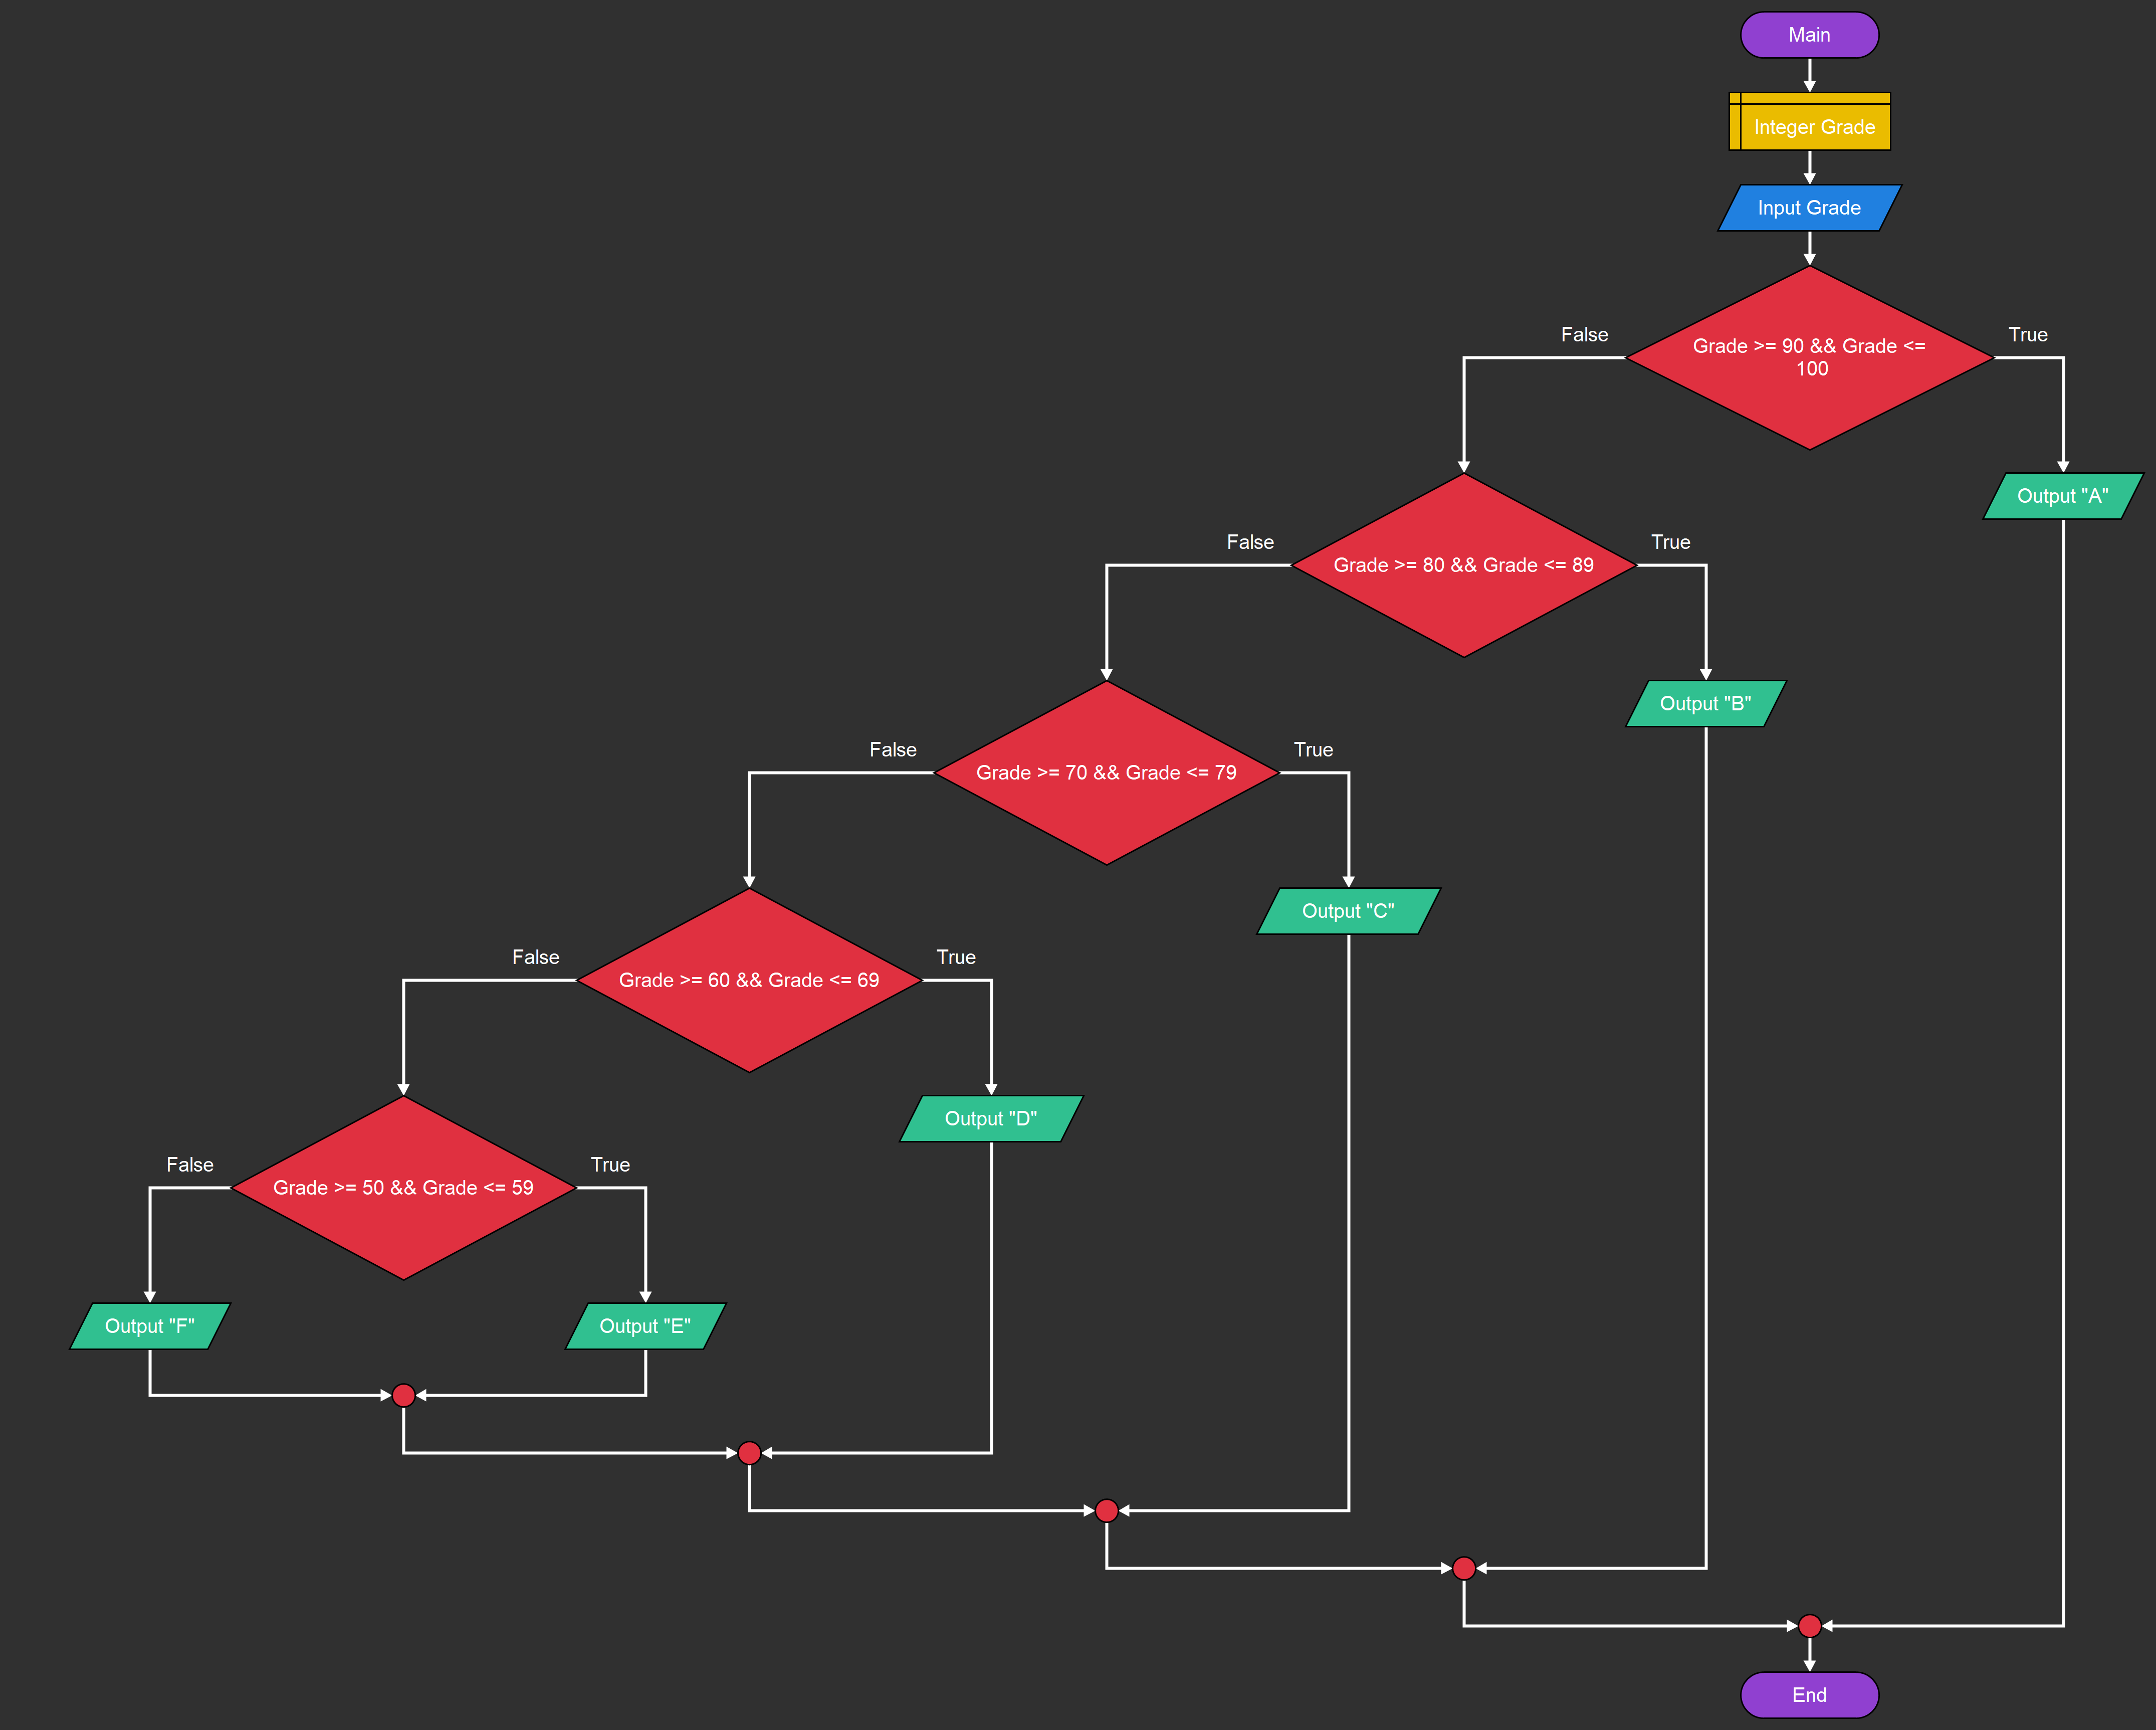 Main
Integer Grade
Input Grade
False
True
Grade >= 90 && Grade <=
100
Output "A"
False
True
Grade >= 80 && Grade <= 89
Output "B"
False
True
Grade >= 70 && Grade <= 79
Output "C"
False
True
Grade >= 60 && Grade <= 69
Output "D"
False
True
Grade >= 50 && Grade <= 59
Output "F"
Output "E"
End